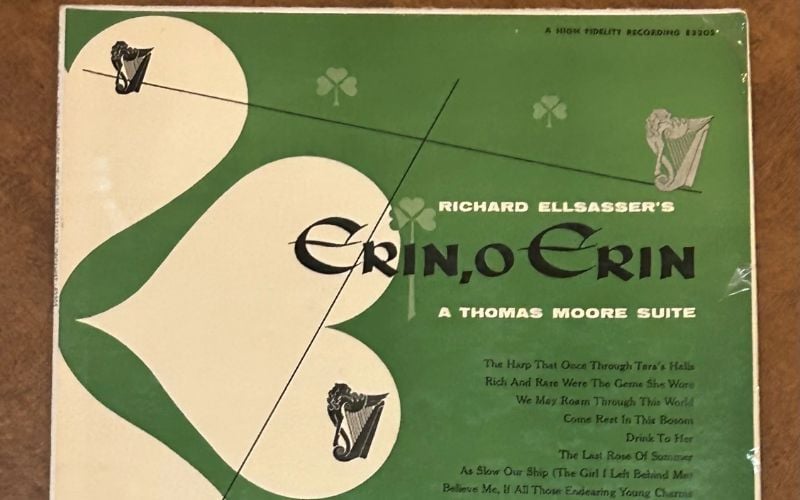 A HIGH FIDELITY RECORDING E3205
RICHARD ELLSASSER'S
ERIN, O ERIN
A THOMAS MOORE SUITE
The Harp That Once Through Tara's Halls
Rich And Rare Were The Gems She Wore
We May Roam Through This World
Come Rest In This Bosom
Drink To Her
The Last Rose Of Summer
As Slow Our Ship (The Girl I Left Behind Me)
Believe Me, If All Those Endearing Young Charms